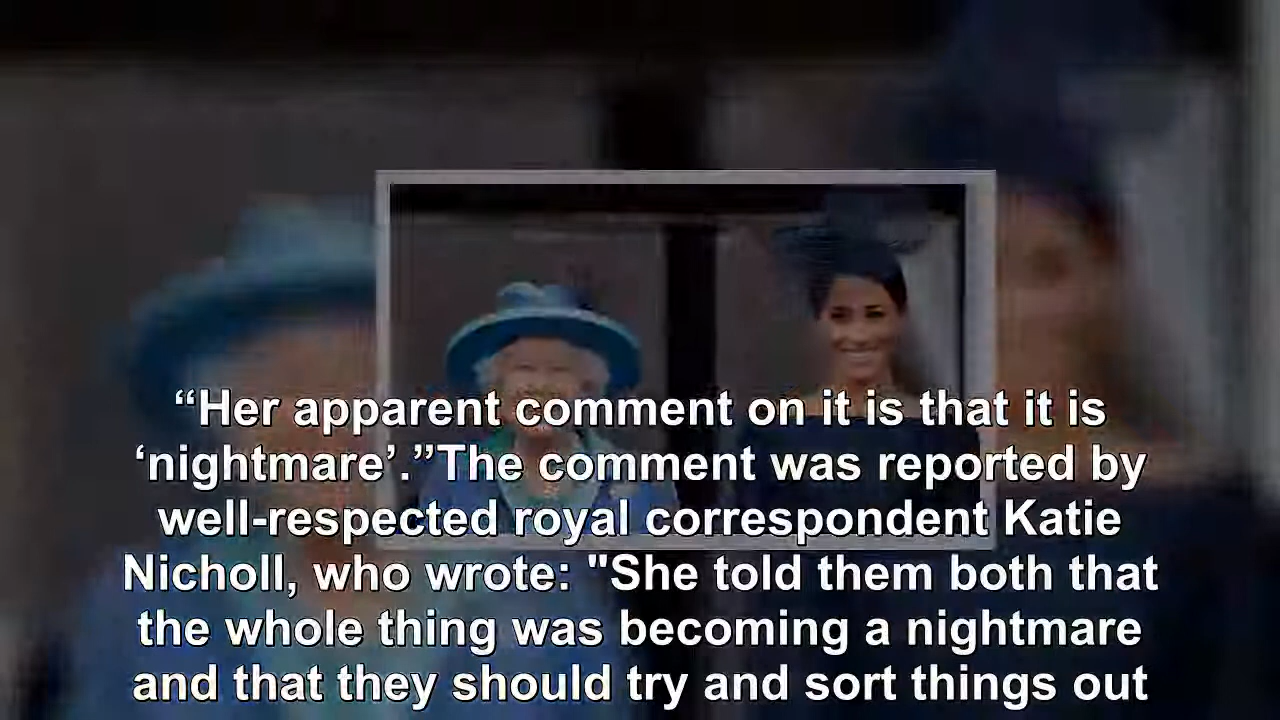 “Her apparent comment on it is that it is
‘nightmare’.”The comment was reported by
well-respected royal correspondent Katie
Nicholl, who wrote: "She told them both that
the whole thing was becoming a nightmare
and that they should try and sort things out